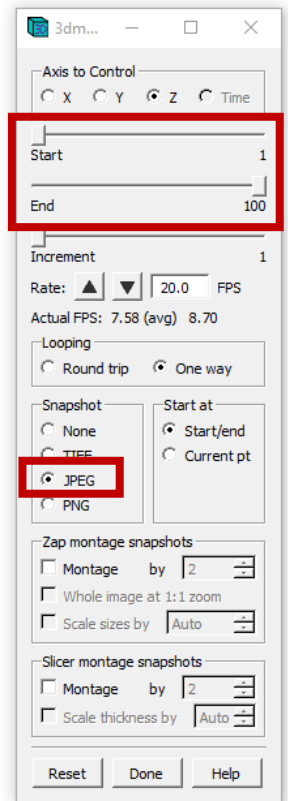 3dm...
Axis to Control
X Y Z Time
Start 1
End 100
Increment 1
Rate: 20.0 FPS
Actual FPS: 7.58 (avg) 8.70
Looping
Round trip One way
Snapshot Start at
None Start/end
TIFF Current pt
JPEG
PNG
Zap montage snapshots
Montage by 2
Whole image at 1:1 zoom
Scale sizes by Auto
Slicer montage snapshots
Montage by 2
Scale thickness by Auto
Reset Done Help